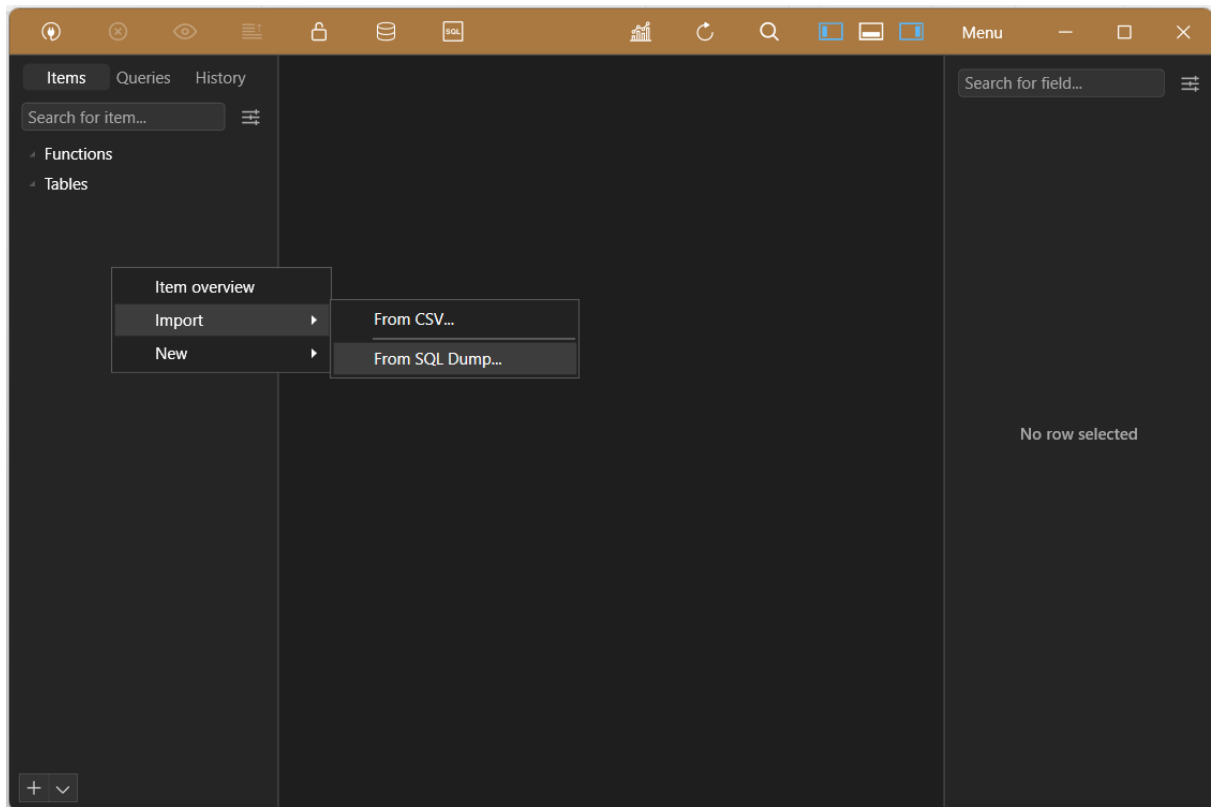 SQL
Menu
Items Queries History
Search for field...
Search for item...
Functions
Tables
Item overview
Import
From CSV...
New
From SQL Dump...
No row selected